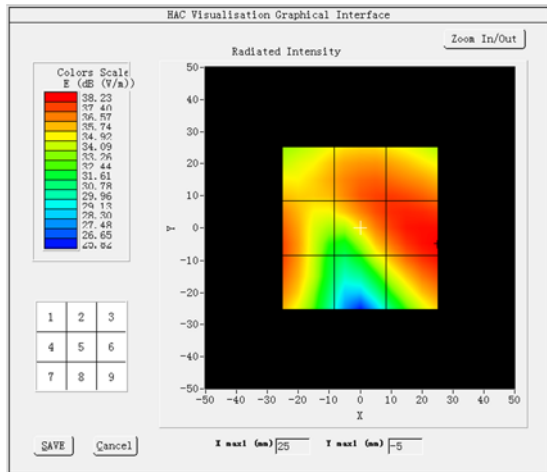 HAC Visualisation Graphical Interface
Zoom In/Out
Radiated Intensity
Colors Scale
E (dB (V/m))
38.23
37.40
36.57
35.74
34.92
34.09
33.26
32.44
31.61
30.78
29.96
29.13
28.30
27.48
26.65
25.82
50
40
30
20
10
0
-10
-20
-30
-40
-50
Y
-50 -40 -30 -20 -10 0 10 20 30 40 50
X
1 2 3
4 5 6
7 8 9
SAVE Cancel
X max1 (mm) 25 Y max1 (mm) -5